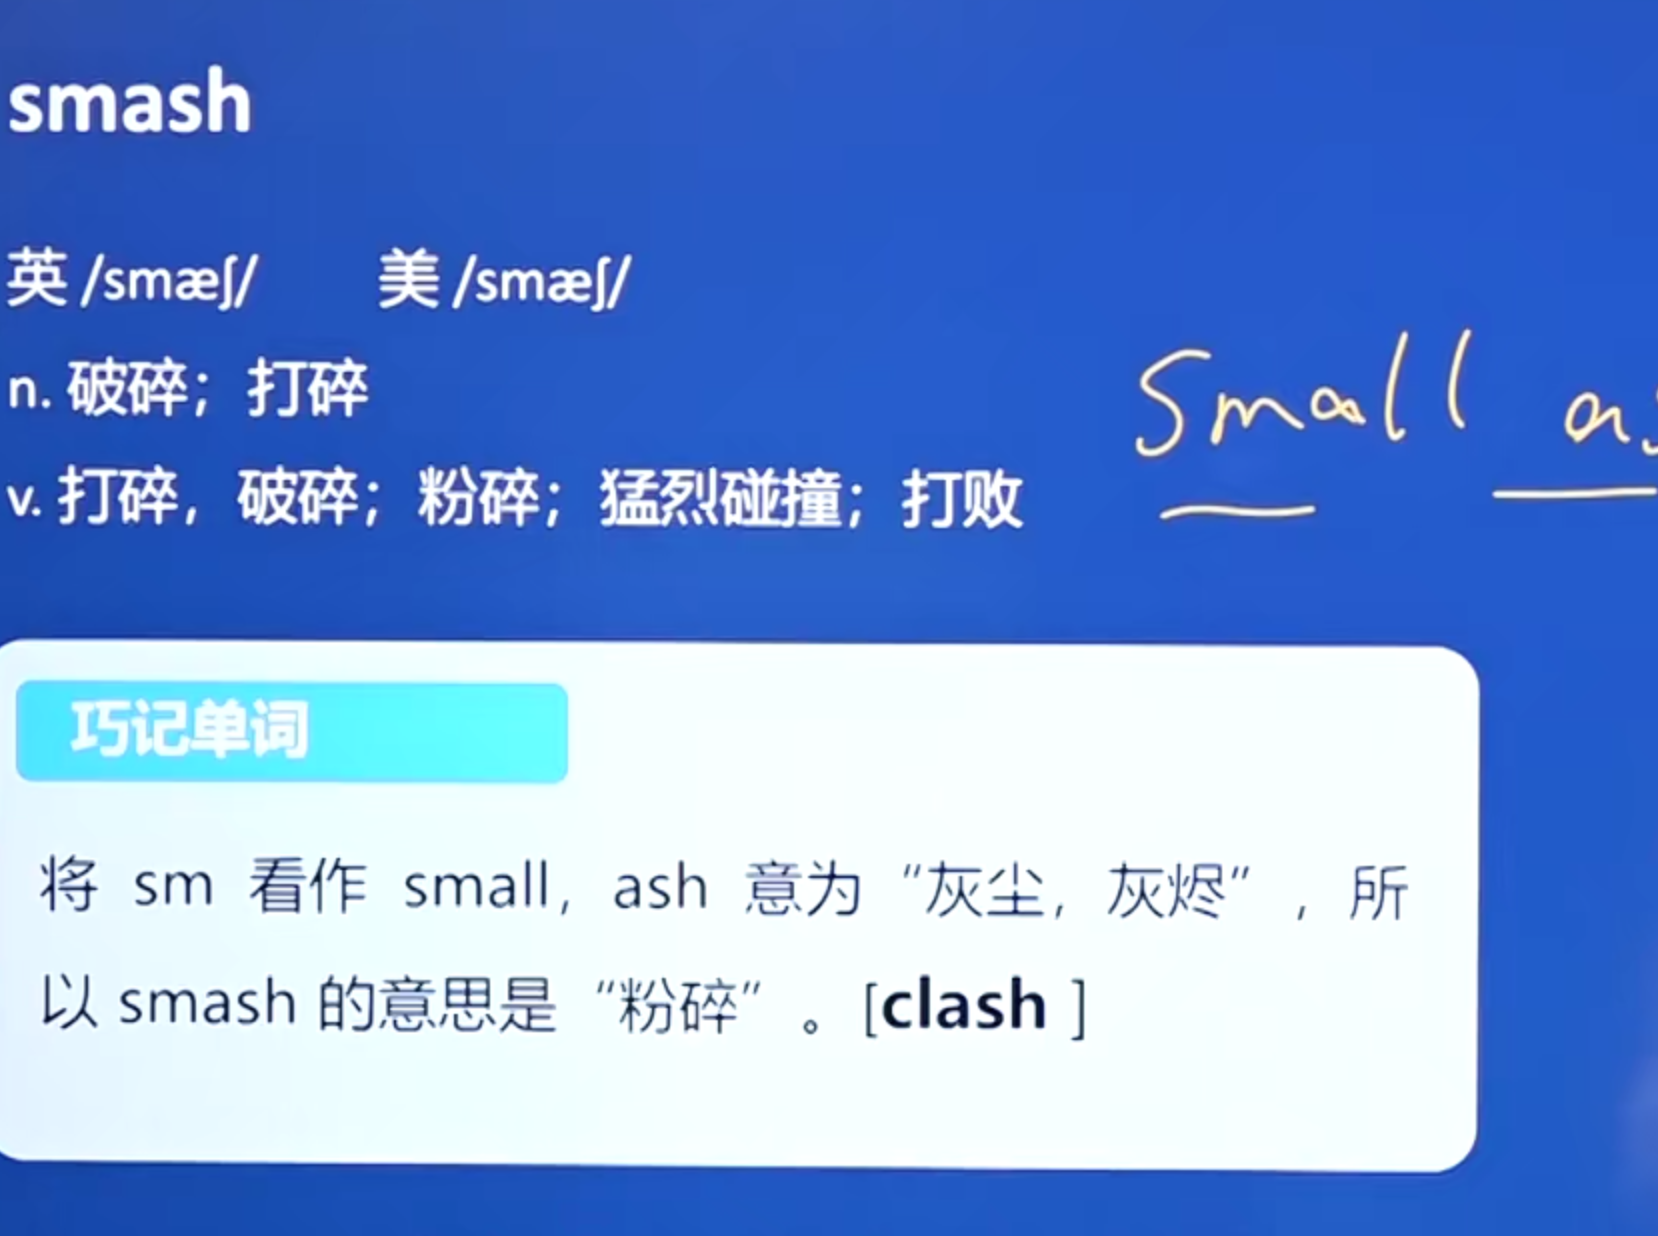 smash
英 /smæʃ/ 美 /smæʃ/
n. 破碎；打碎
v. 打碎，破碎；粉碎；猛烈碰撞；打败
small
巧记单词
将 sm 看作 small，ash 意为“灰尘，灰烬”，所
以 smash 的意思是“粉碎”。[clash ]